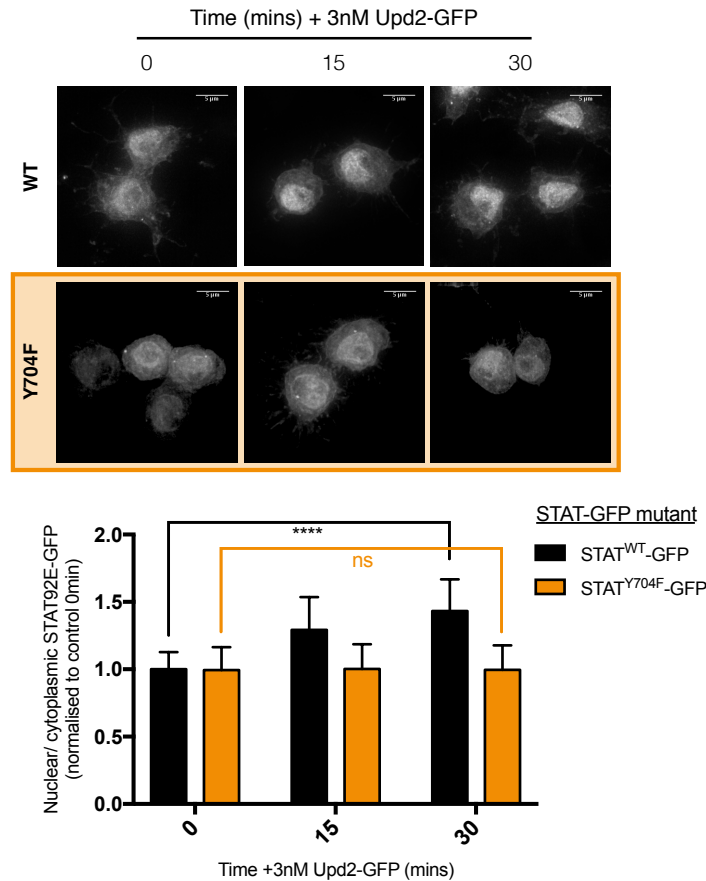 Time (mins) + 3nM Upd2-GFP
0 15 30
WT
5 µm
5 µm
5 µm
Y704F
5 µm
5 µm
5 µm
Nuclear/ cytoplasmic STAT92E-GFP
(normalised to control 0min)
2.0
1.5
1.0
0.5
0.0
****
ns
STAT-GFP mutant
STATWT-GFP
STATY704F-GFP
0 15 30
Time +3nM Upd2-GFP (mins)